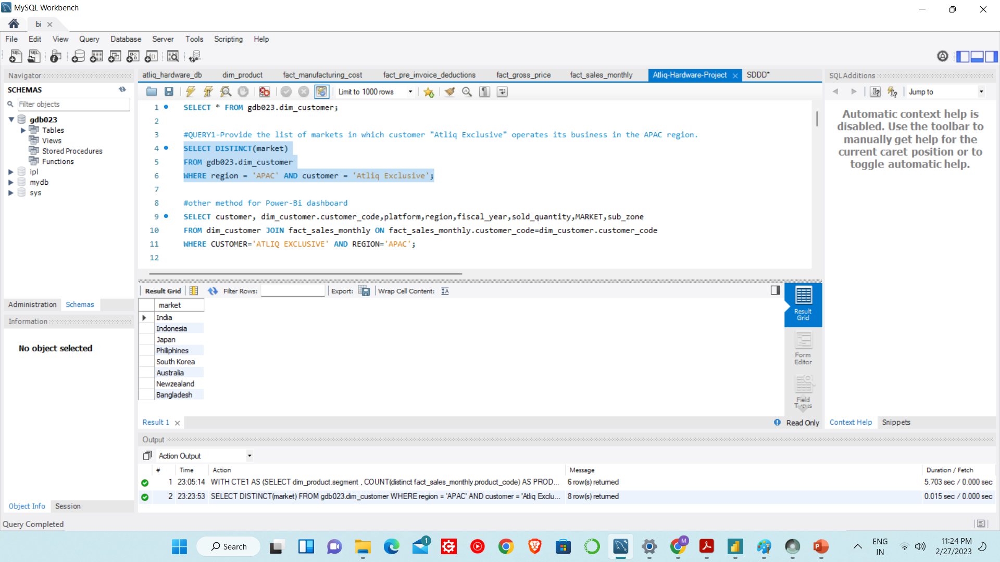 MySQL Workbench
bi
File Edit View Query Database Server Tools Scripting Help
Navigator
SCHEMAS
Filter objects
gdb023
Tables
Views
Stored Procedures
Functions
ipl
mydb
sys
Administration Schemas
Information
No object selected
Object Info Session
Query Completed
atliq_hardware_db dim_product fact_manufacturing_cost fact_pre_invoice_deductions fact_gross_price fact_sales_monthly Atliq-Hardware-Project SDDD*
Limit to 1000 rows
1 SELECT * FROM gdb023.dim_customer;
2
3 #QUERY1-Provide the list of markets in which customer "Atliq Exclusive" operates its business in the APAC region.
4 SELECT DISTINCT(market)
5 FROM gdb023.dim_customer
6 WHERE region = 'APAC' AND customer = 'Atliq Exclusive';
7
8 #other method for Power-Bi dashboard
9 SELECT customer, dim_customer.customer_code,platform,region,fiscal_year,sold_quantity,MARKET,sub_zone
10 FROM dim_customer JOIN fact_sales_monthly ON fact_sales_monthly.customer_code=dim_customer.customer_code
11 WHERE CUSTOMER='ATLIQ EXCLUSIVE' AND REGION='APAC';
12
Result Grid Filter Rows: Export: Wrap Cell Content:
market
India
Indonesia
Japan
Philiphines
South Korea
Australia
Newzealand
Bangladesh
Result Grid
Form Editor
Field Types
Result 1
Read Only
SQLAdditions
Jump to
Automatic context help is
disabled. Use the toolbar to
manually get help for the
current caret position or to
toggle automatic help.
Context Help Snippets
Output
Action Output
# Time Action Message Duration / Fetch
1 23:05:14 WITH CTE1 AS (SELECT dim_product.segment , COUNT(distinct fact_sales_monthly.product_code) AS PROD... 6 row(s) returned 5.703 sec / 0.000 sec
2 23:23:53 SELECT DISTINCT(market) FROM gdb023.dim_customer WHERE region = 'APAC' AND customer = 'Atliq Exclu... 8 row(s) returned 0.015 sec / 0.000 sec
Search
1
M
ENG
IN
11:24 PM
2/27/2023